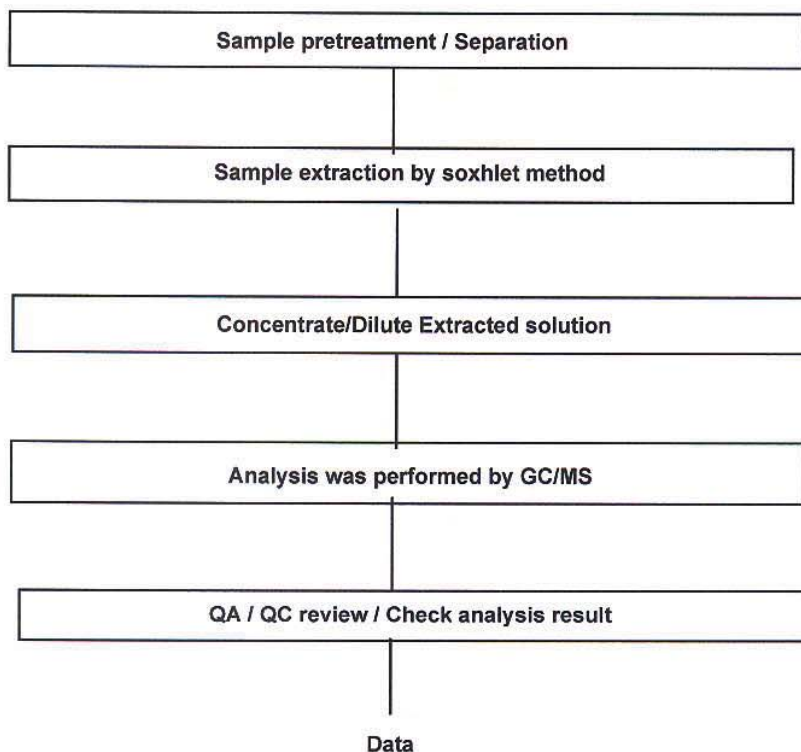 Sample pretreatment / Separation
Sample extraction by soxhlet method
Concentrate/Dilute Extracted solution
Analysis was performed by GC/MS
QA / QC review / Check analysis result
Data